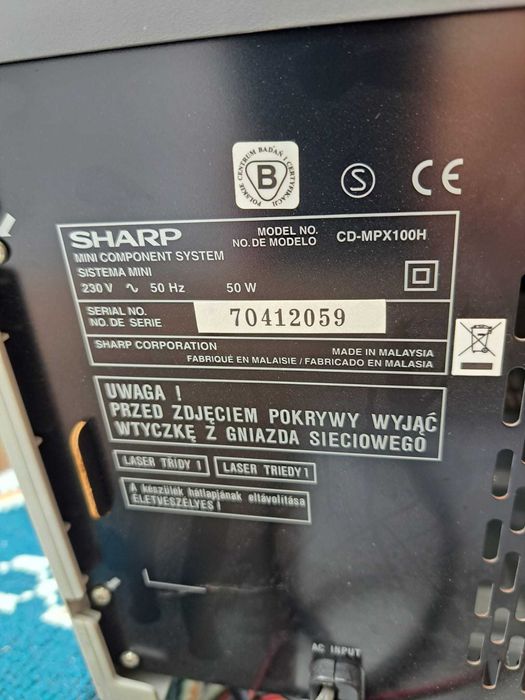 POLSKIE CENTRUM BADAŃ I CERTYFIKACJI
B
S
CE
SHARP
MODEL NO.
NO. DE MODELO
CD-MPX100H
MINI COMPONENT SYSTEM
SISTEMA MINI
230 V ∿ 50 Hz 50 W
SERIAL NO.
NO. DE SERIE
70412059
SHARP CORPORATION
MADE IN MALAYSIA
FABRIQUÉ EN MALAISIE / FABRICADO EN MALASIA
UWAGA !
PRZED ZDJĘCIEM POKRYWY WYJĄĆ
WTYCZKĘ Z GNIAZDA SIECIOWEGO
LASER TŘIDY 1
LASER TRIEDY 1
A készülék hátlapjának eltávolitása
ÉLETVESZÉLYES !
AC INPUT